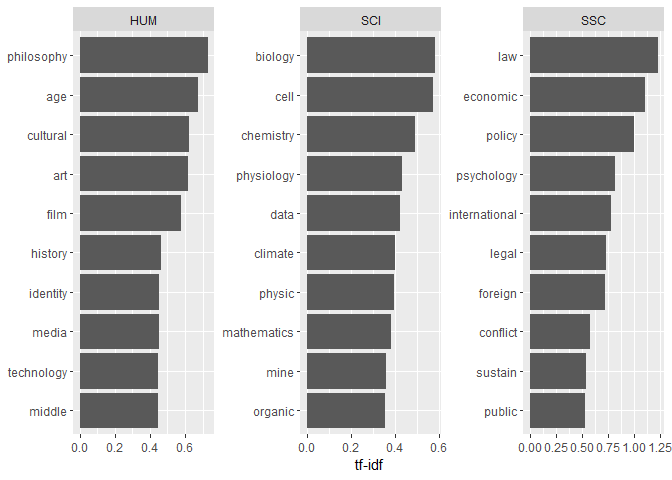 HUM
philosophy
age
cultural
art
film
history
identity
media
technology
middle
0.0 0.2 0.4 0.6
SCI
biology
cell
chemistry
physiology
data
climate
physic
mathematics
mine
organic
0.0 0.2 0.4 0.6
SSC
law
economic
policy
psychology
international
legal
foreign
conflict
sustain
public
0.00 0.25 0.50 0.75 1.00 1.25
tf-idf